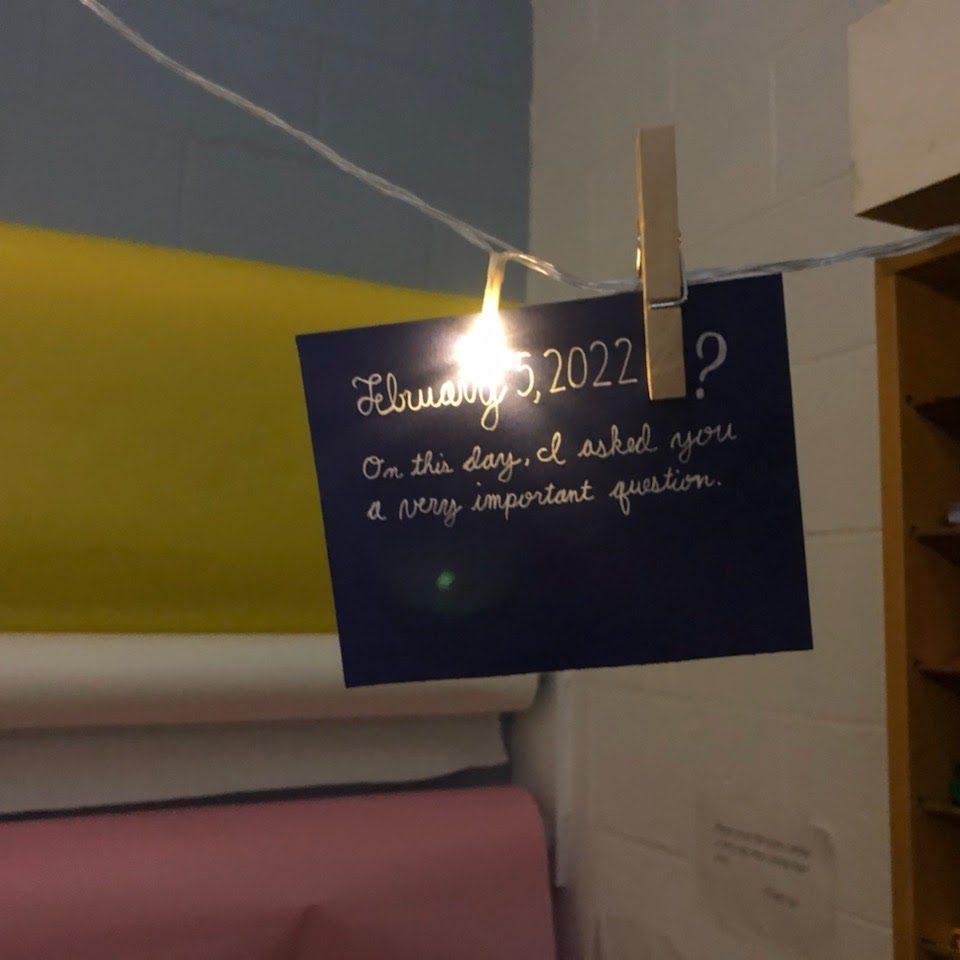 February 5, 2022 ?
On this day, I asked you
a very important question.